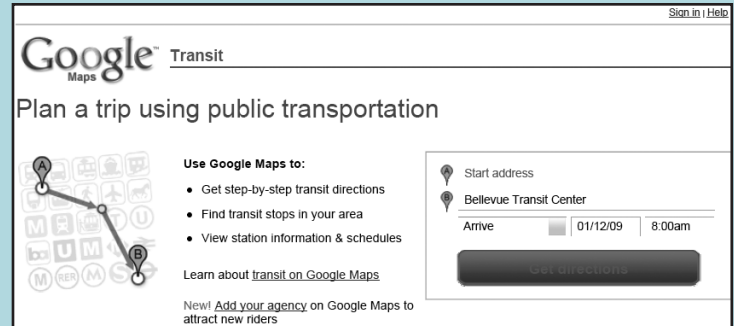 Sign in | Help
Google™ Maps Transit
Plan a trip using public transportation
A
B
M
T
U
ba
U
M
M
RER
M
S
Use Google Maps to:
• Get step-by-step transit directions
• Find transit stops in your area
• View station information & schedules
Learn about transit on Google Maps
New! Add your agency on Google Maps to
attract new riders
A Start address
B Bellevue Transit Center
Arrive 01/12/09 8:00am
Get directions